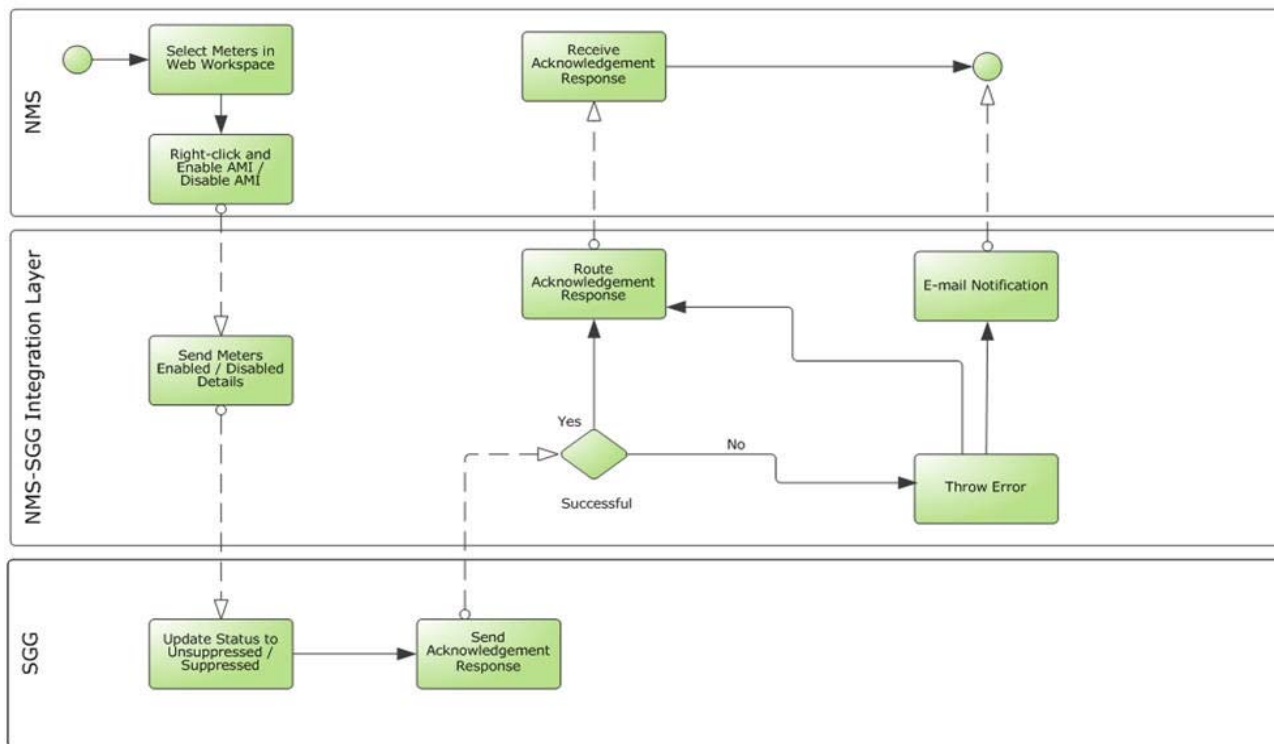 NMS
Select Meters in
Web Workspace
Receive
Acknowledgement
Response
Right-click and
Enable AMI /
Disable AMI
NMS-SGG Integration Layer
Route
Acknowledgement
Response
E-mail Notification
Send Meters
Enabled / Disabled
Details
Yes
No
Successful
Throw Error
SGG
Update Status to
Unsuppressed /
Suppressed
Send
Acknowledgement
Response